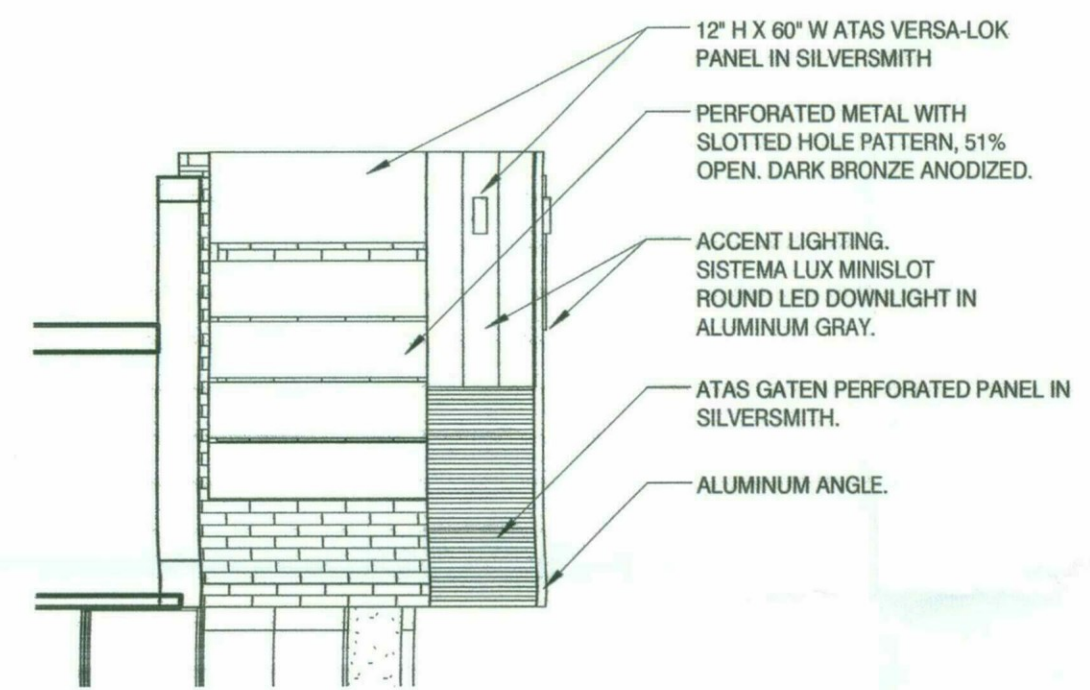 12" H X 60" W ATAS VERSA-LOK
PANEL IN SILVERSMITH
PERFORATED METAL WITH
SLOTTED HOLE PATTERN, 51%
OPEN. DARK BRONZE ANODIZED.
ACCENT LIGHTING.
SISTEMA LUX MINISLOT
ROUND LED DOWNLIGHT IN
ALUMINUM GRAY.
ATAS GATEN PERFORATED PANEL IN
SILVERSMITH.
ALUMINUM ANGLE.